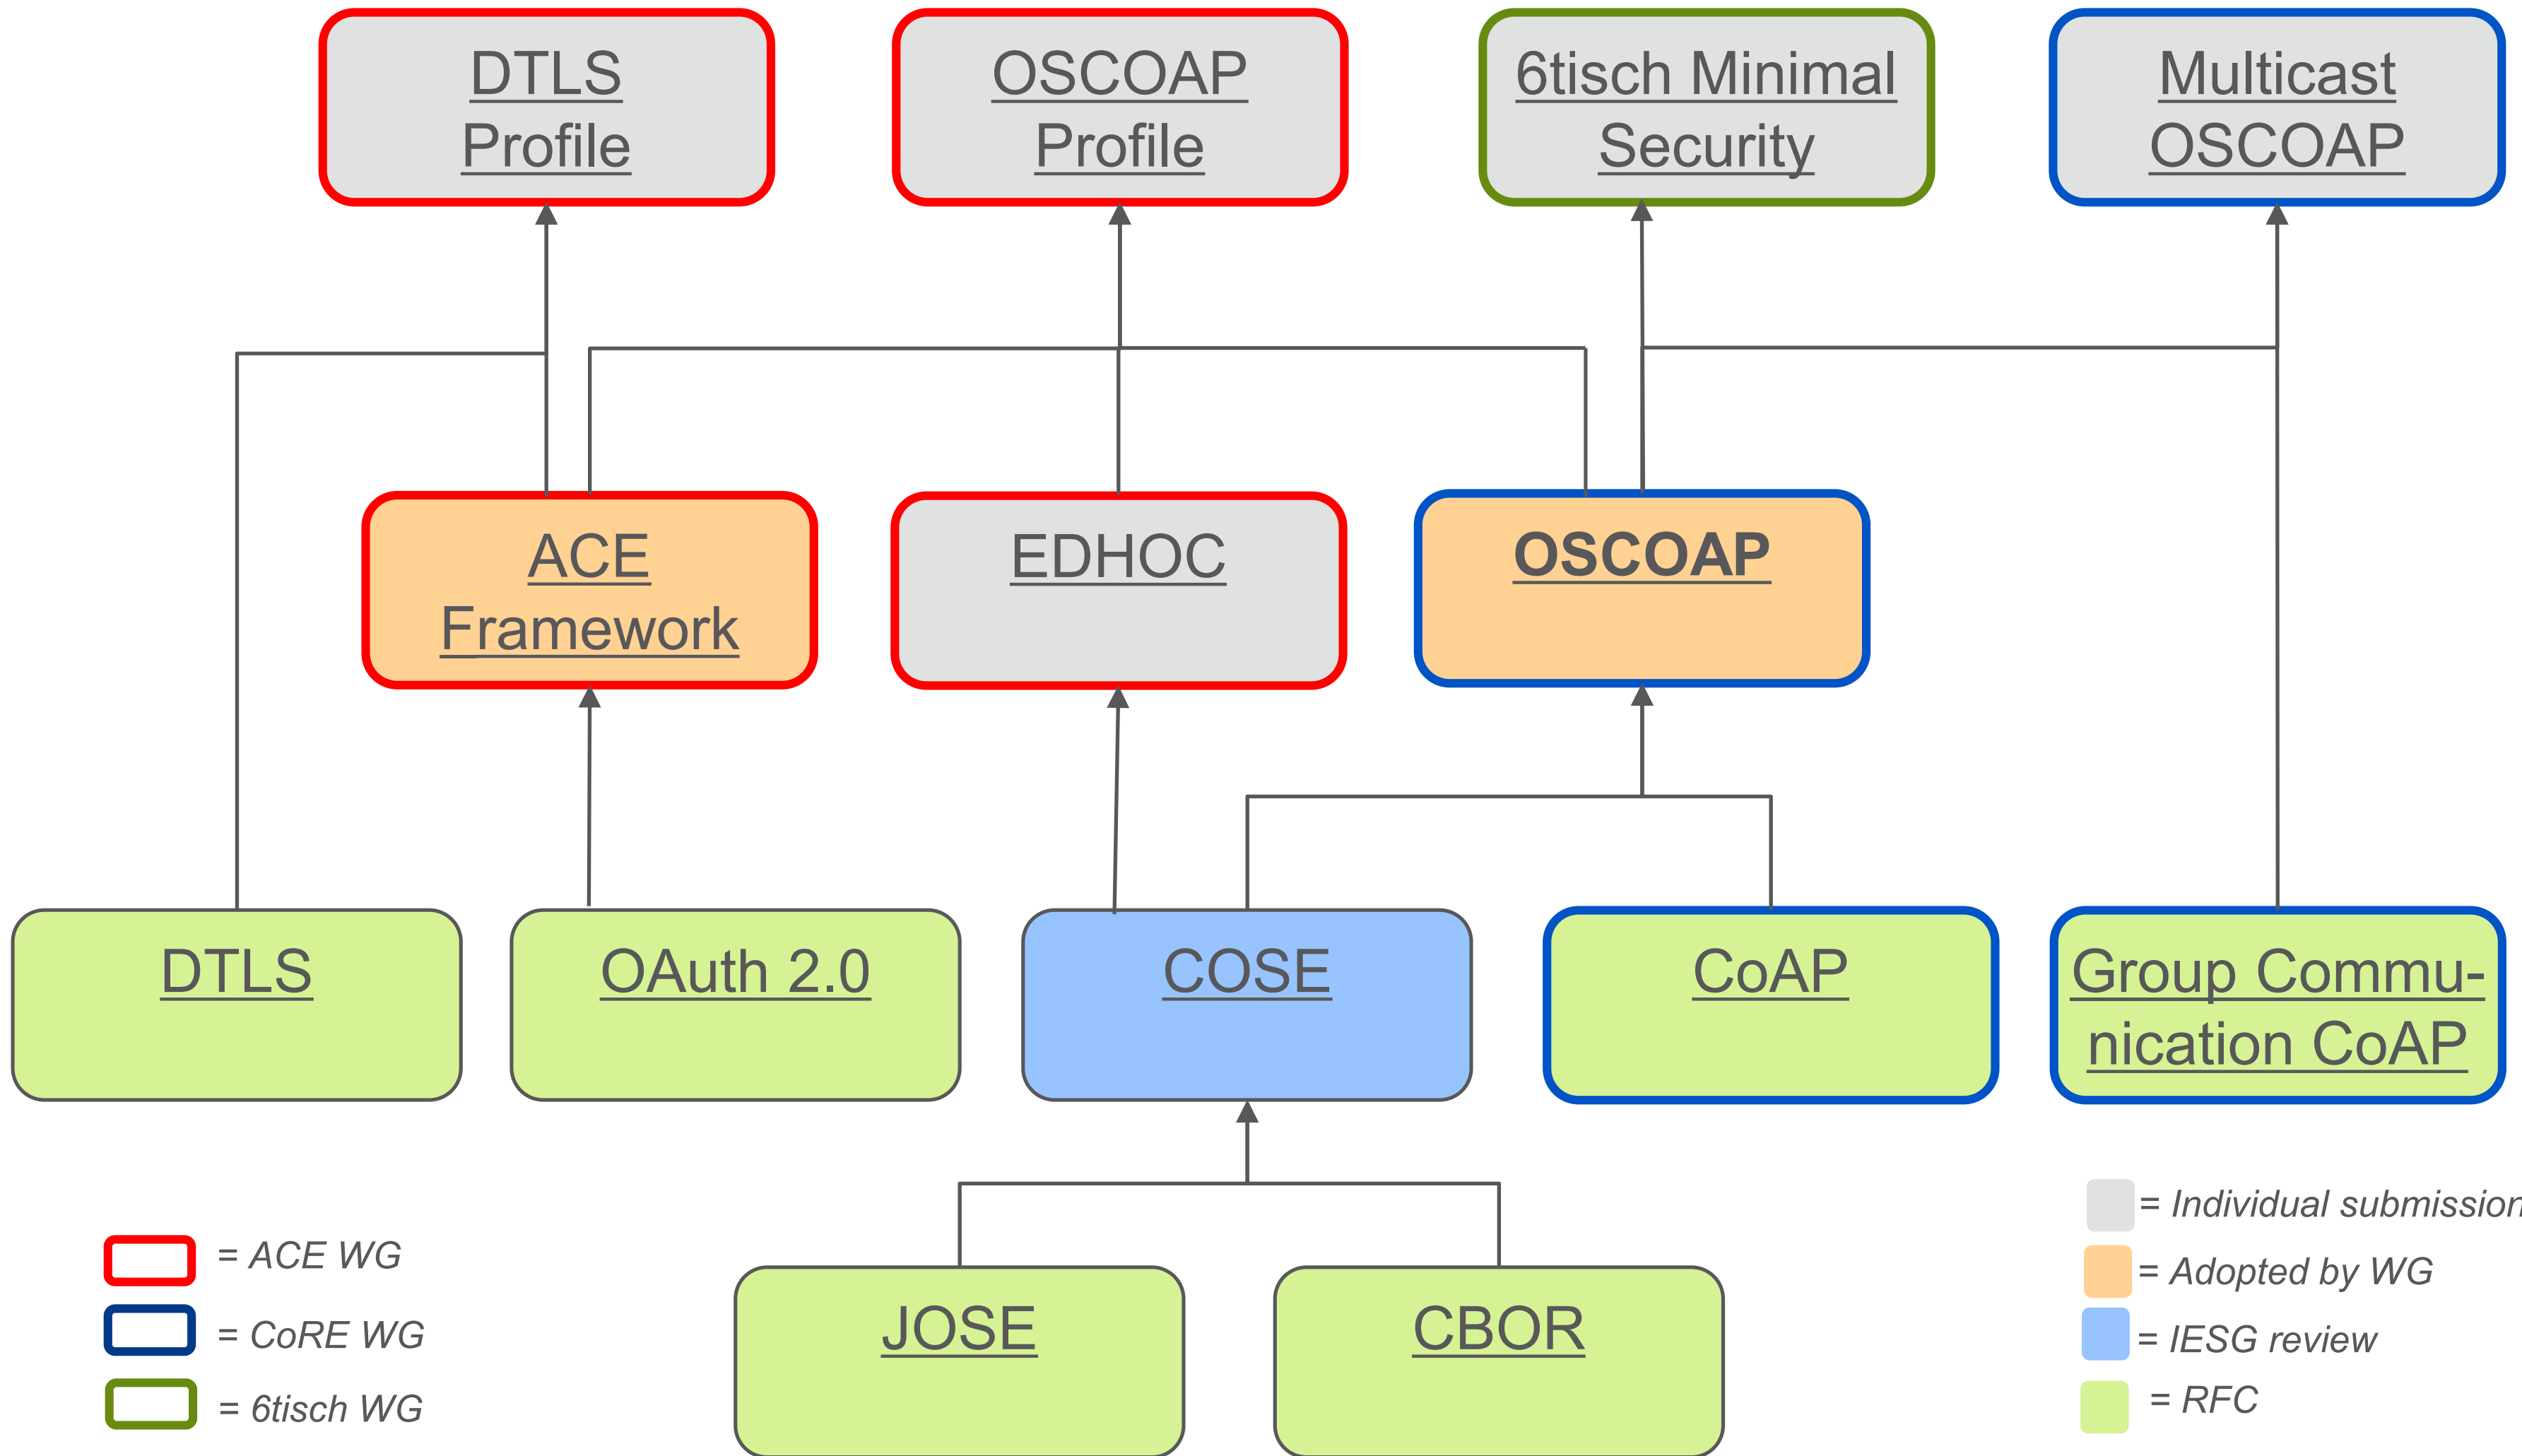 DTLS
Profile
OSCOAP
Profile
6tisch Minimal
Security
Multicast
OSCOAP
ACE
Framework
EDHOC
OSCOAP
DTLS
OAuth 2.0
COSE
CoAP
Group Commu-
nication CoAP
JOSE
CBOR
= ACE WG
= CoRE WG
= 6tisch WG
= Individual submission
= Adopted by WG
= IESG review
= RFC